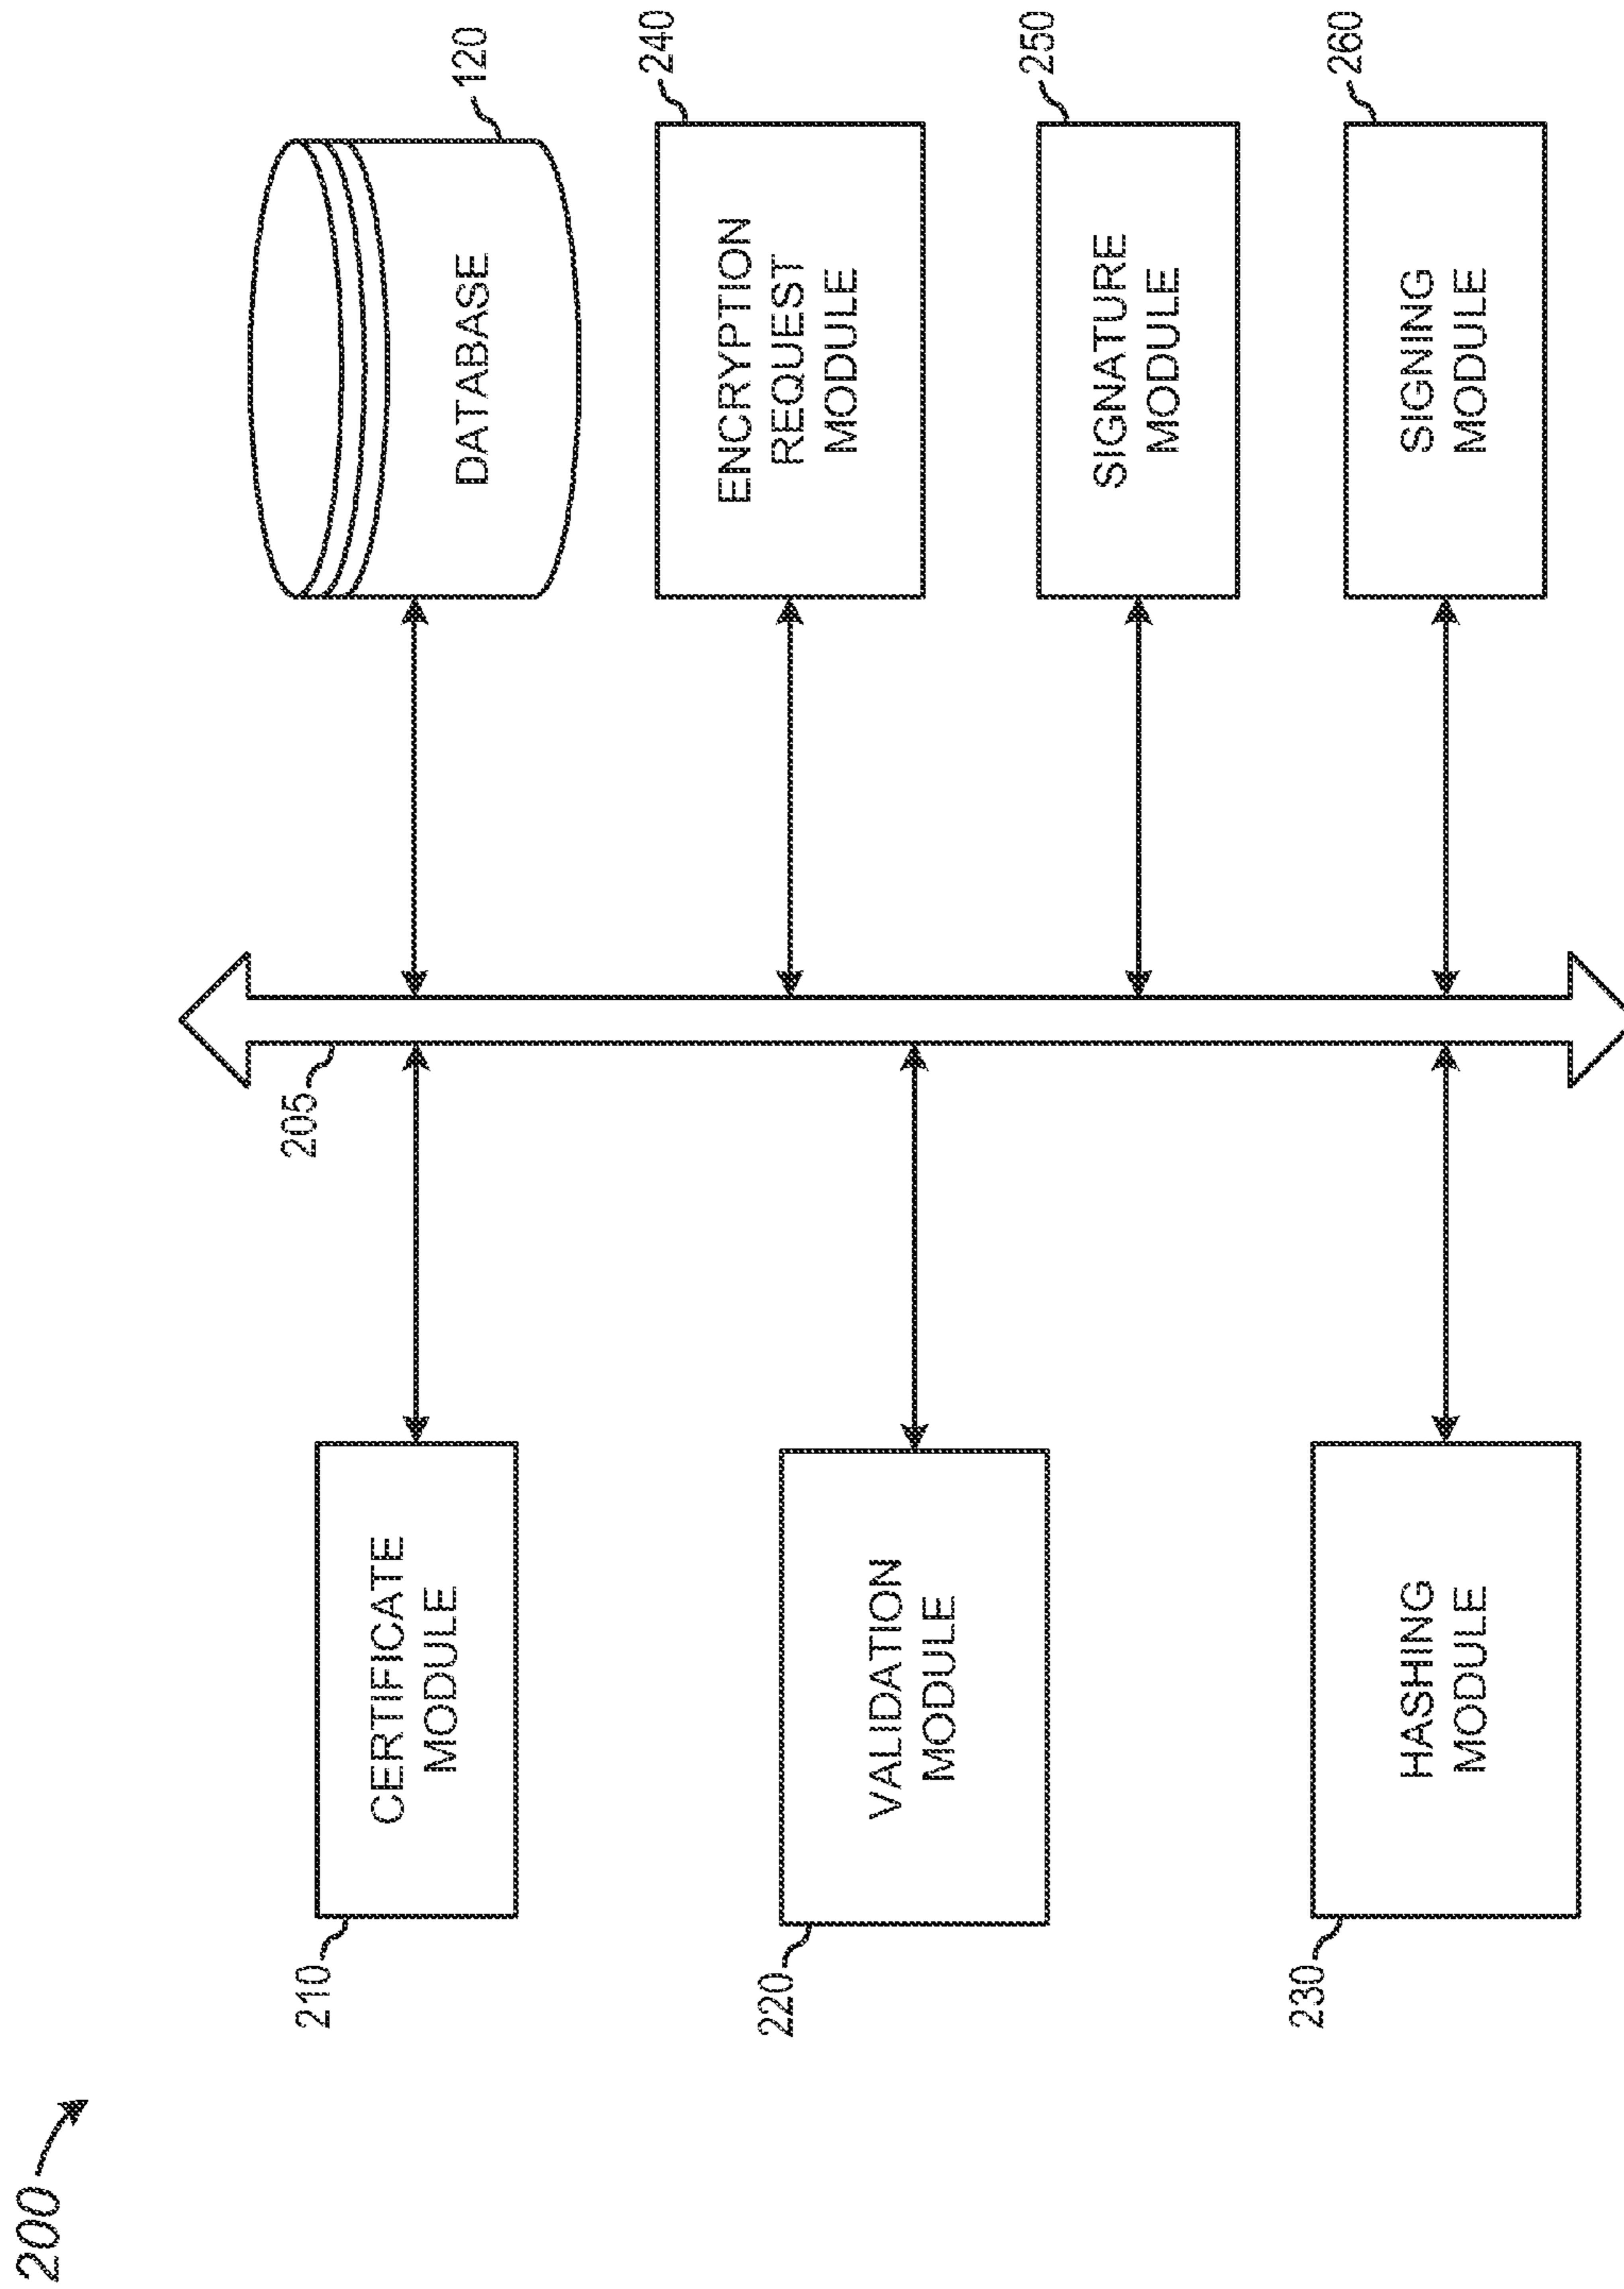 200
210
CERTIFICATE
MODULE
220
VALIDATION
MODULE
230
HASHING
MODULE
205
120
DATABASE
240
ENCRYPTION
REQUEST
MODULE
250
SIGNATURE
MODULE
260
SIGNING
MODULE